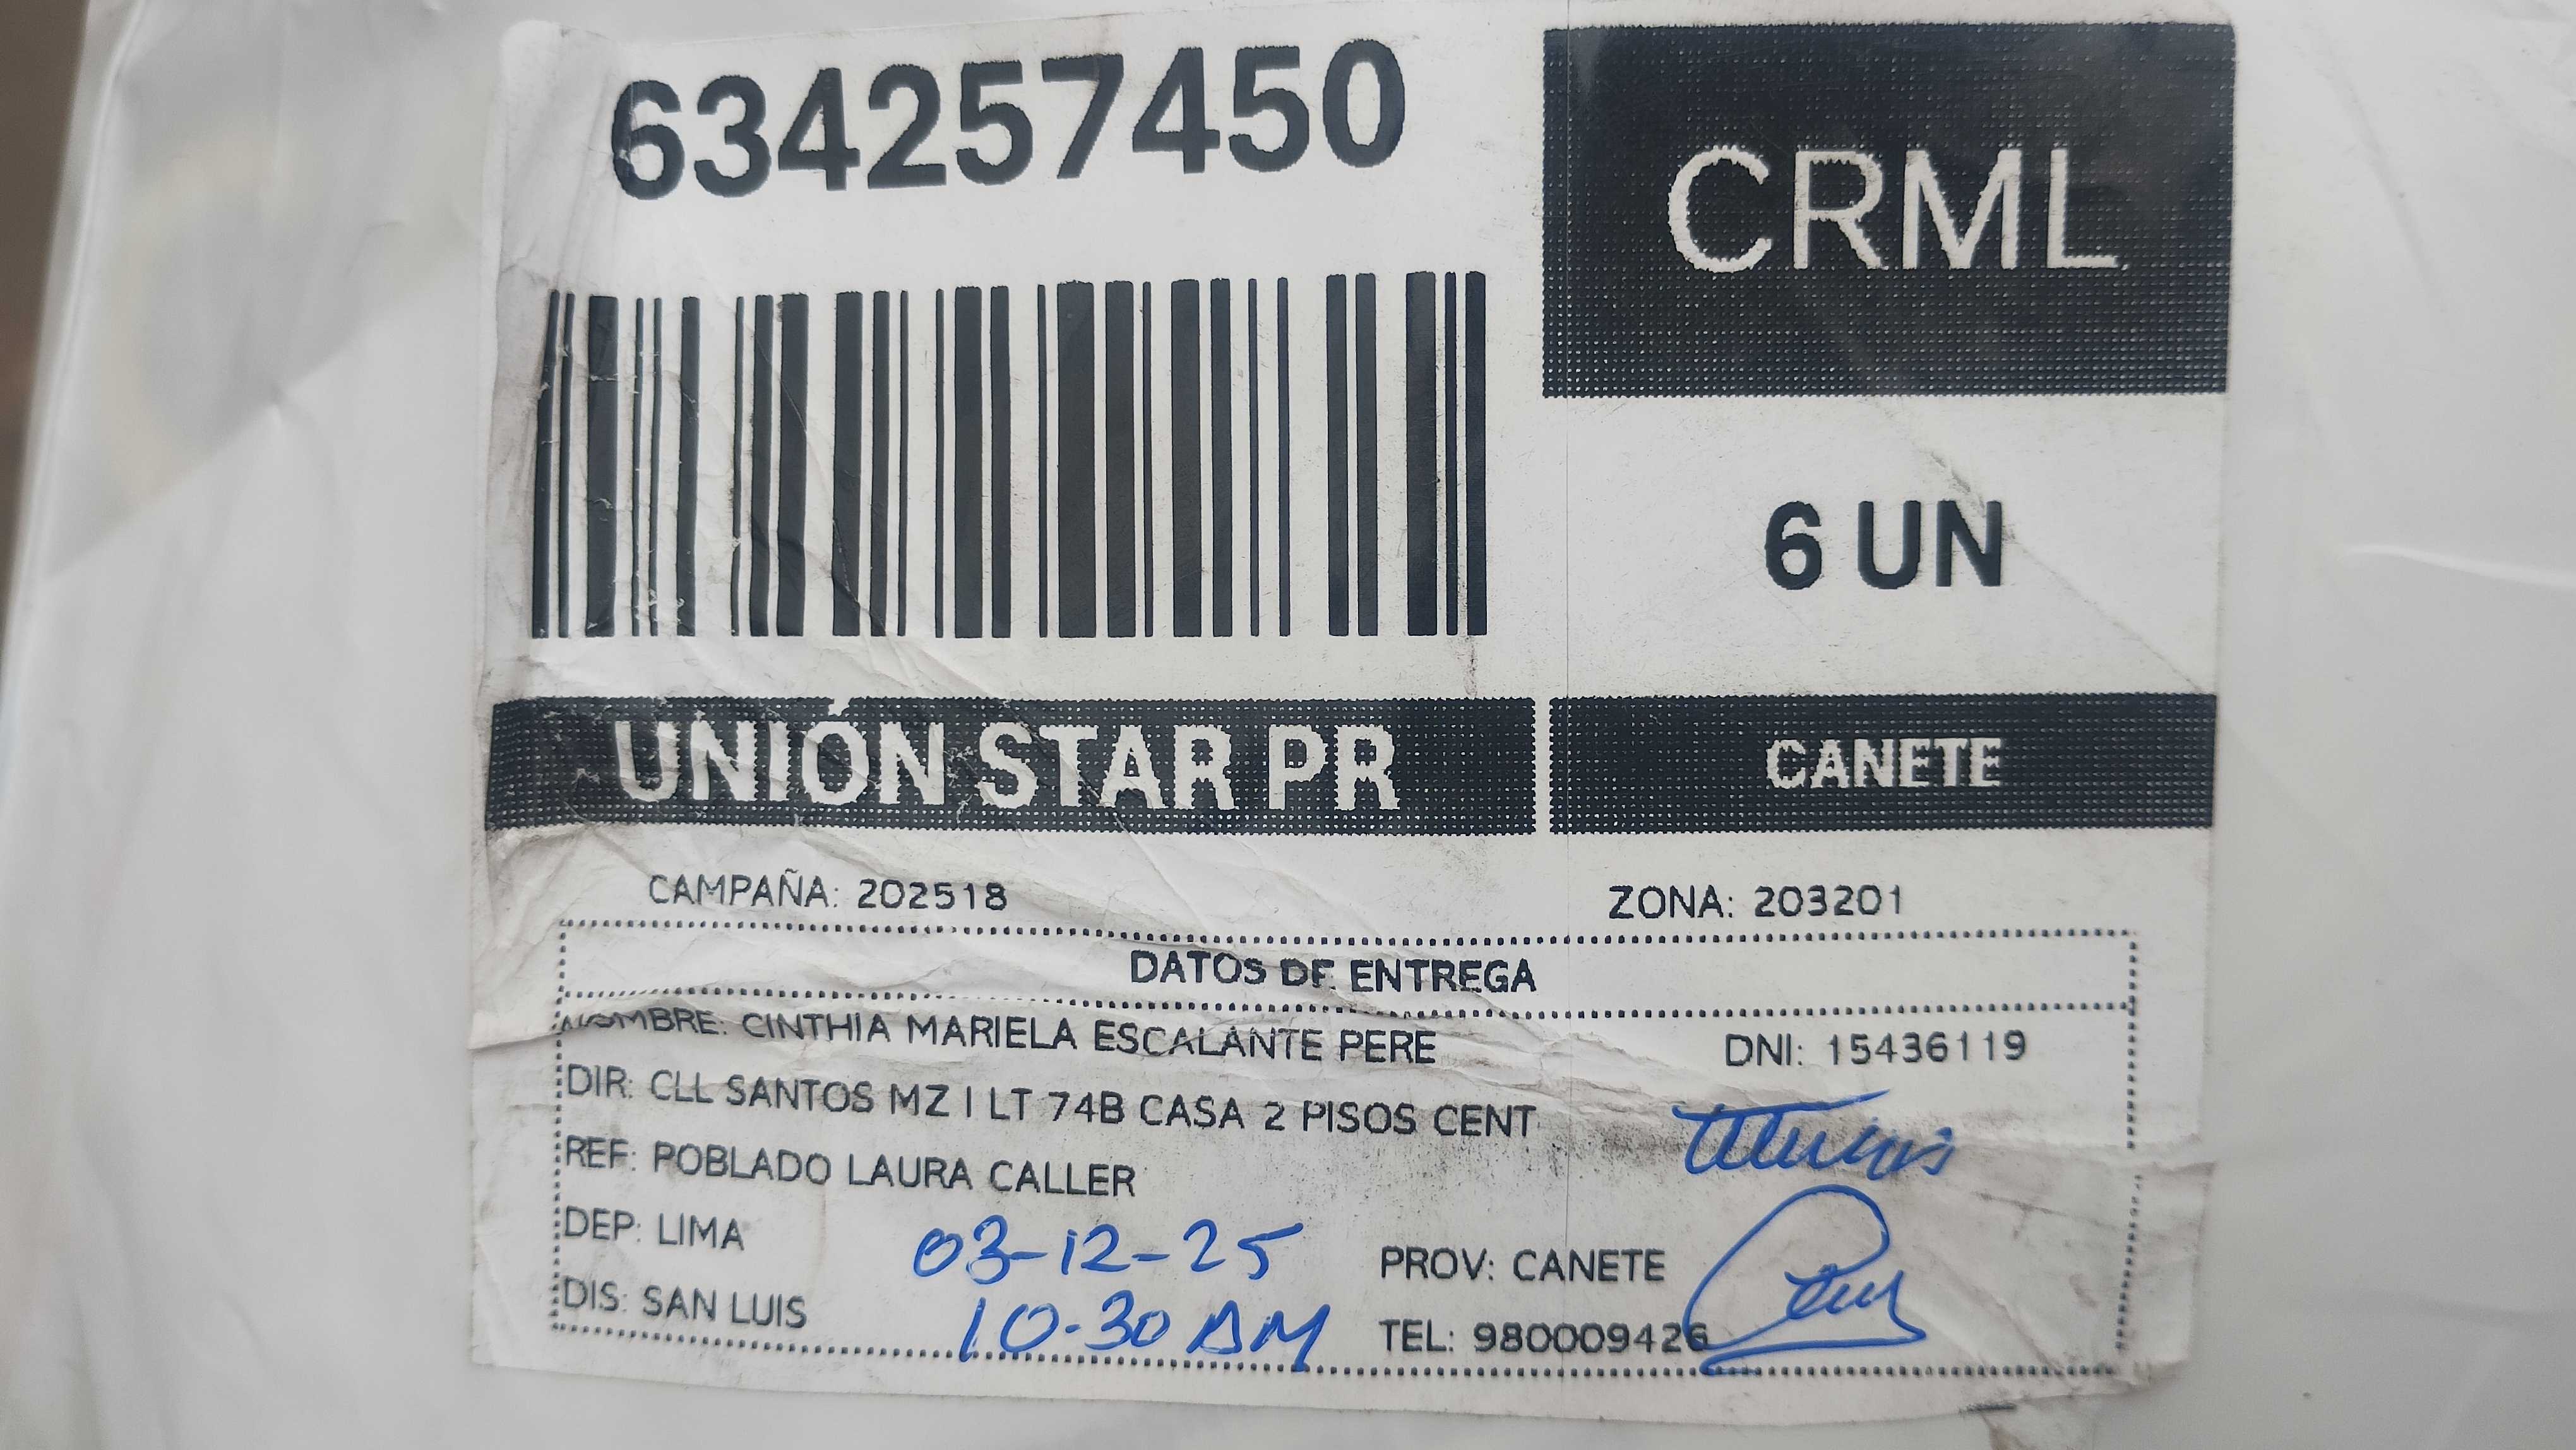 634257450
CRML
6 UN
UNIÓN STAR PR
CANETE
CAMPAÑA: 202518
ZONA: 203201
DATOS DE ENTREGA
NOMBRE: CINTHIA MARIELA ESCALANTE PERE
DNI: 15436119
DIR: CLL SANTOS MZ I LT 74B CASA 2 PISOS CENT
REF: POBLADO LAURA CALLER
DEP: LIMA
03-12-25
PROV: CANETE
DIS: SAN LUIS
10-30 AM
TEL: 980009426